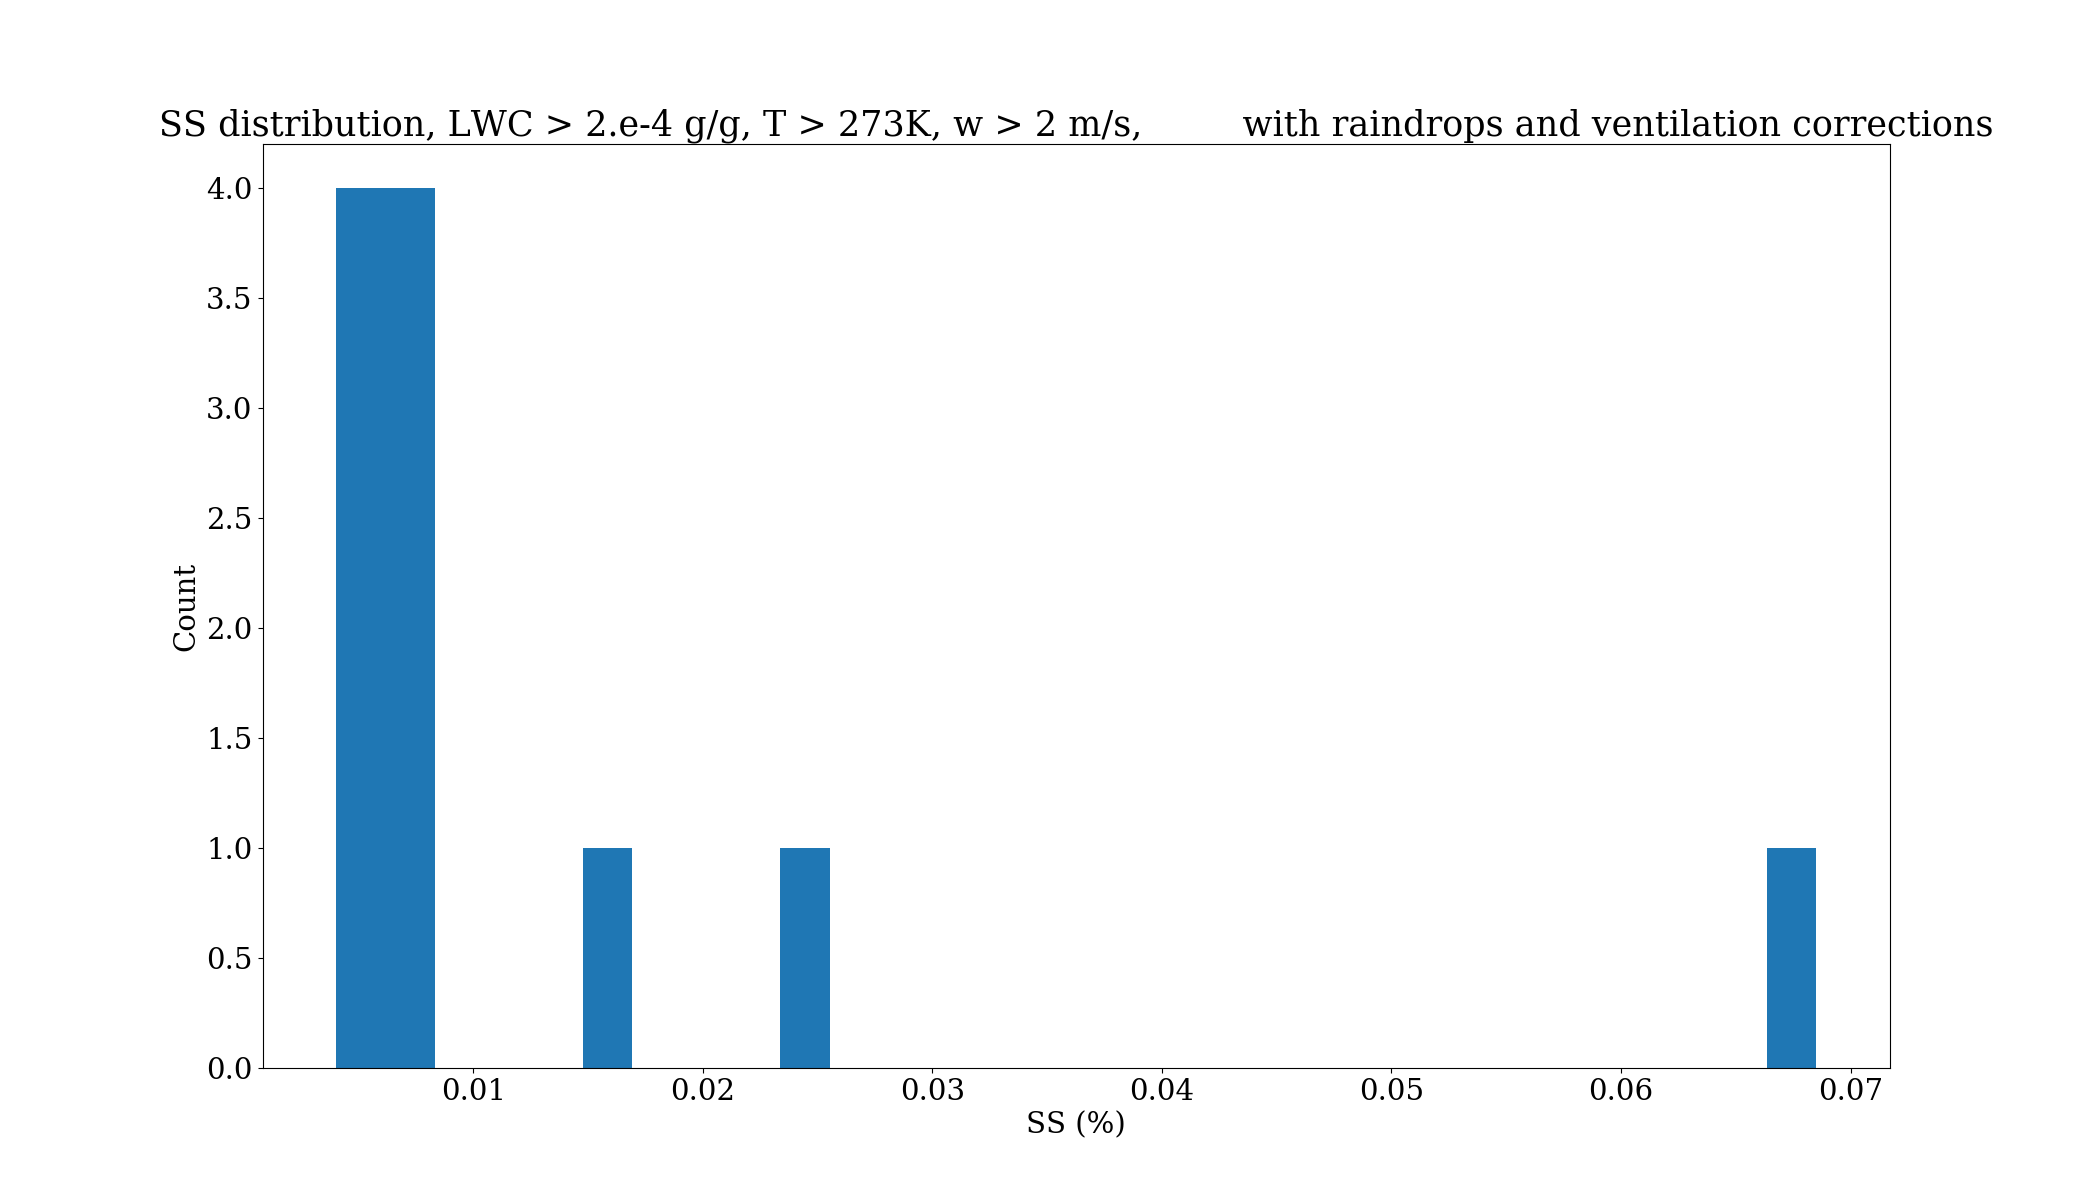 SS distribution, LWC > 2.e-4 g/g, T > 273K, w > 2 m/s,        with raindrops and ventilation corrections
4.0
3.5
3.0
2.5
2.0
1.5
1.0
0.5
0.0
Count
0.01 0.02 0.03 0.04 0.05 0.06 0.07
SS (%)